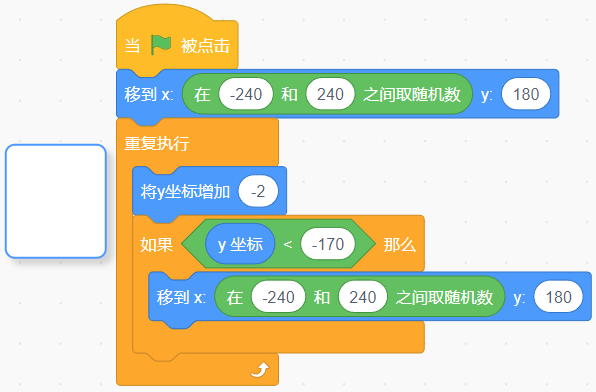 当 被点击
移到 x: 在 -240 和 240 之间取随机数 y: 180
重复执行
将y坐标增加 -2
如果 y 坐标 < -170 那么
移到 x: 在 -240 和 240 之间取随机数 y: 180